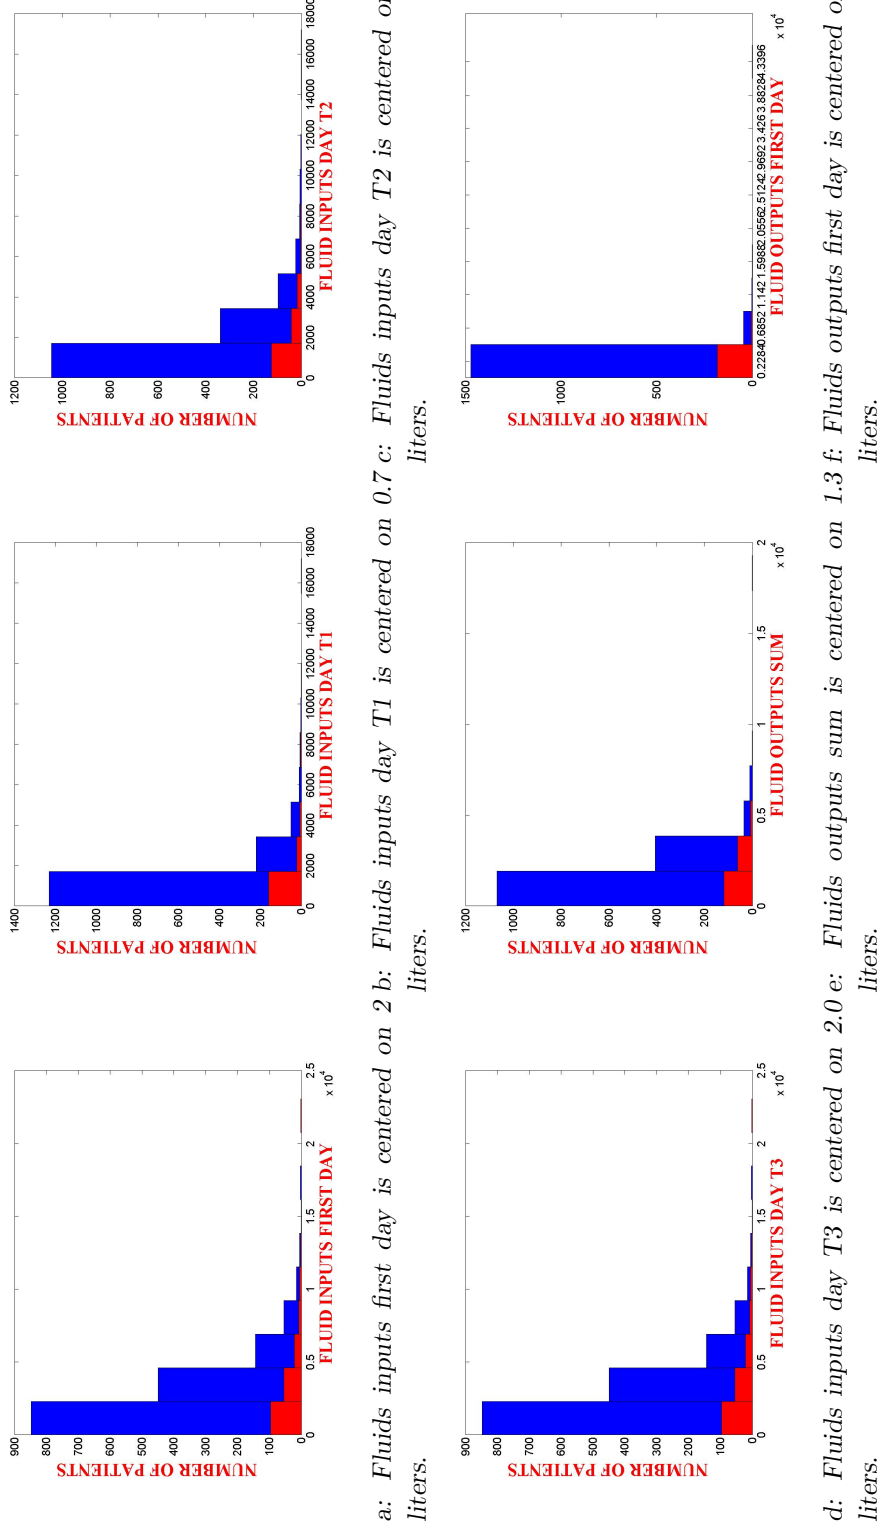 900
800
700
600
500
400
300
200
100
0
NUMBER OF PATIENTS
0 0.5 1 1.5 2 2.5
x 10^4
FLUID INPUTS FIRST DAY
a: Fluids inputs first day is centered on 2
liters.
1400
1200
1000
800
600
400
200
0
NUMBER OF PATIENTS
0 2000 4000 6000 8000 10000 12000 14000 16000 18000
FLUID INPUTS DAY T1
b: Fluids inputs day T1 is centered on 0.7
liters.
1200
1000
800
600
400
200
0
NUMBER OF PATIENTS
0 2000 4000 6000 8000 10000 12000 14000 16000 18000
FLUID INPUTS DAY T2
c: Fluids inputs day T2 is centered
liters.
900
800
700
600
500
400
300
200
100
0
NUMBER OF PATIENTS
0 0.5 1 1.5 2 2.5
x 10^4
FLUID INPUTS DAY T3
d: Fluids inputs day T3 is centered on 2.0
liters.
1200
1000
800
600
400
200
0
NUMBER OF PATIENTS
0 0.5 1 1.5 2
x 10^4
FLUID OUTPUTS SUM
e: Fluids outputs sum is centered on 1.3
liters.
1500
1000
500
0
NUMBER OF PATIENTS
0.2284 0.6852 1.142 1.5988 2.0556 2.5124 2.9692 3.426 3.8828 4.3396
x 10^4
FLUID OUTPUTS FIRST DAY
f: Fluids outputs first day is centered
liters.